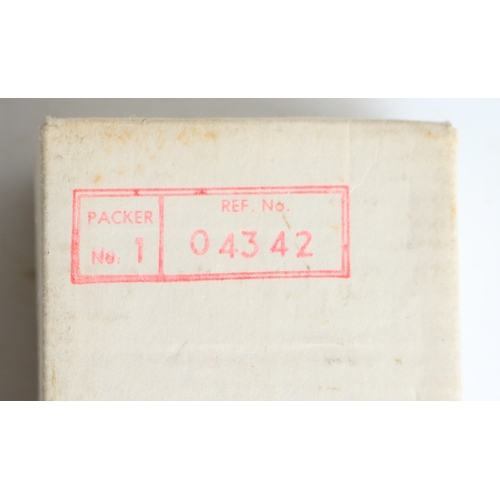 PACKER
No. 1
REF. No.
04342